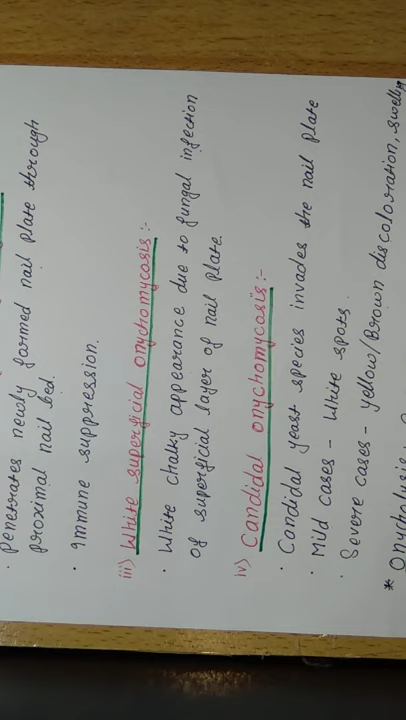 · Penetrates newly formed nail plate through
proximal nail bed.
· Immune suppression.
iii) White superficial onychomycosis:-
· White chalky appearance due to fungal infection
of superficial layer of nail plate.
iv) Candidal onychomycosis:-
· Candidal yeast species invades the nail plate
· Mild cases - White spots.
· Severe cases - yellow/Brown discoloration, swelling
* Onycholysis: